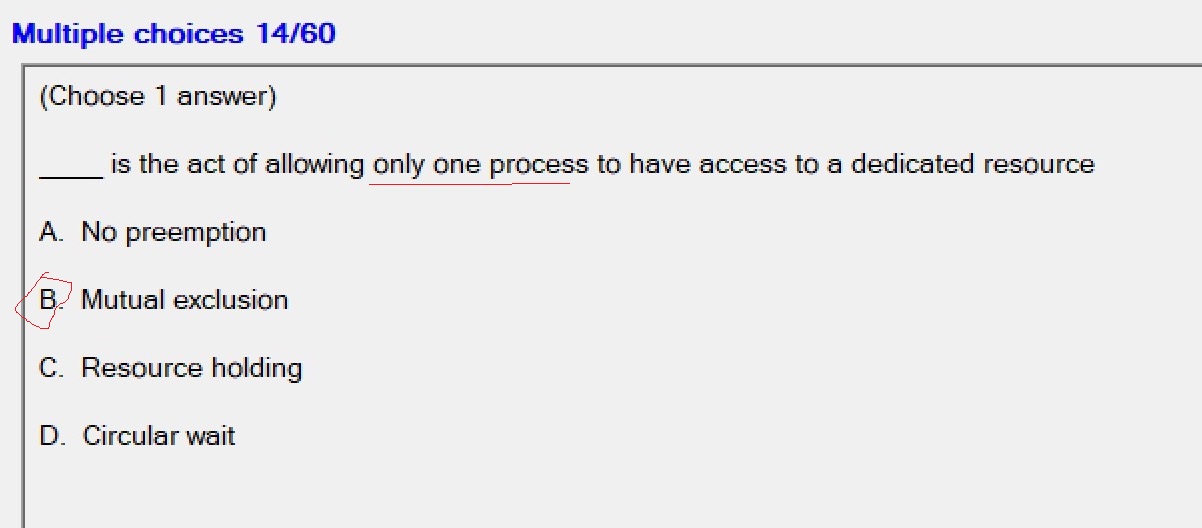 Multiple choices 14/60
(Choose 1 answer)
_____ is the act of allowing only one process to have access to a dedicated resource
A. No preemption
B. Mutual exclusion
C. Resource holding
D. Circular wait